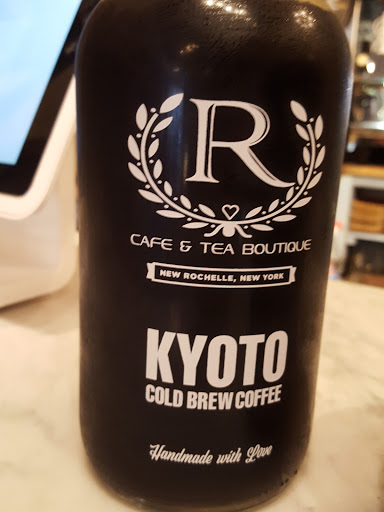 R
CAFE & TEA BOUTIQUE
NEW ROCHELLE, NEW YORK
KYOTO
COLD BREW COFFEE
Handmade with Love